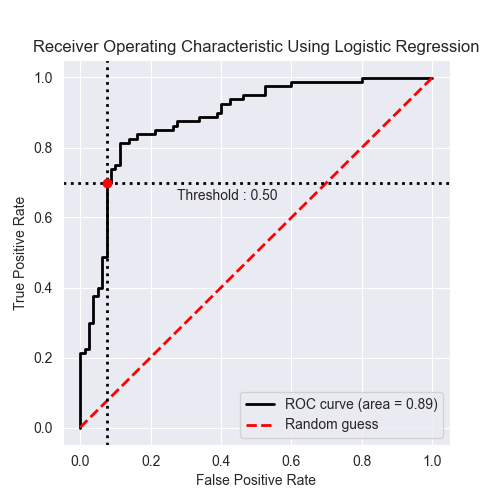 Receiver Operating Characteristic Using Logistic Regression
True Positive Rate
1.0
0.8
0.6
0.4
0.2
0.0
Threshold : 0.50
ROC curve (area = 0.89)
Random guess
0.0 0.2 0.4 0.6 0.8 1.0
False Positive Rate